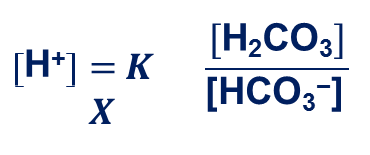 [H⁺] = K [H₂CO₃]
X [HCO₃⁻]